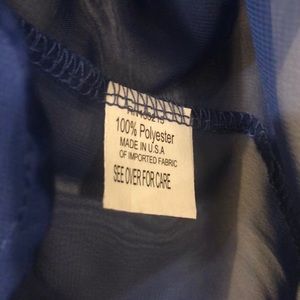 100% Polyester
MADE IN U.S.A
OF IMPORTED FABRIC
SEE OVER FOR CARE